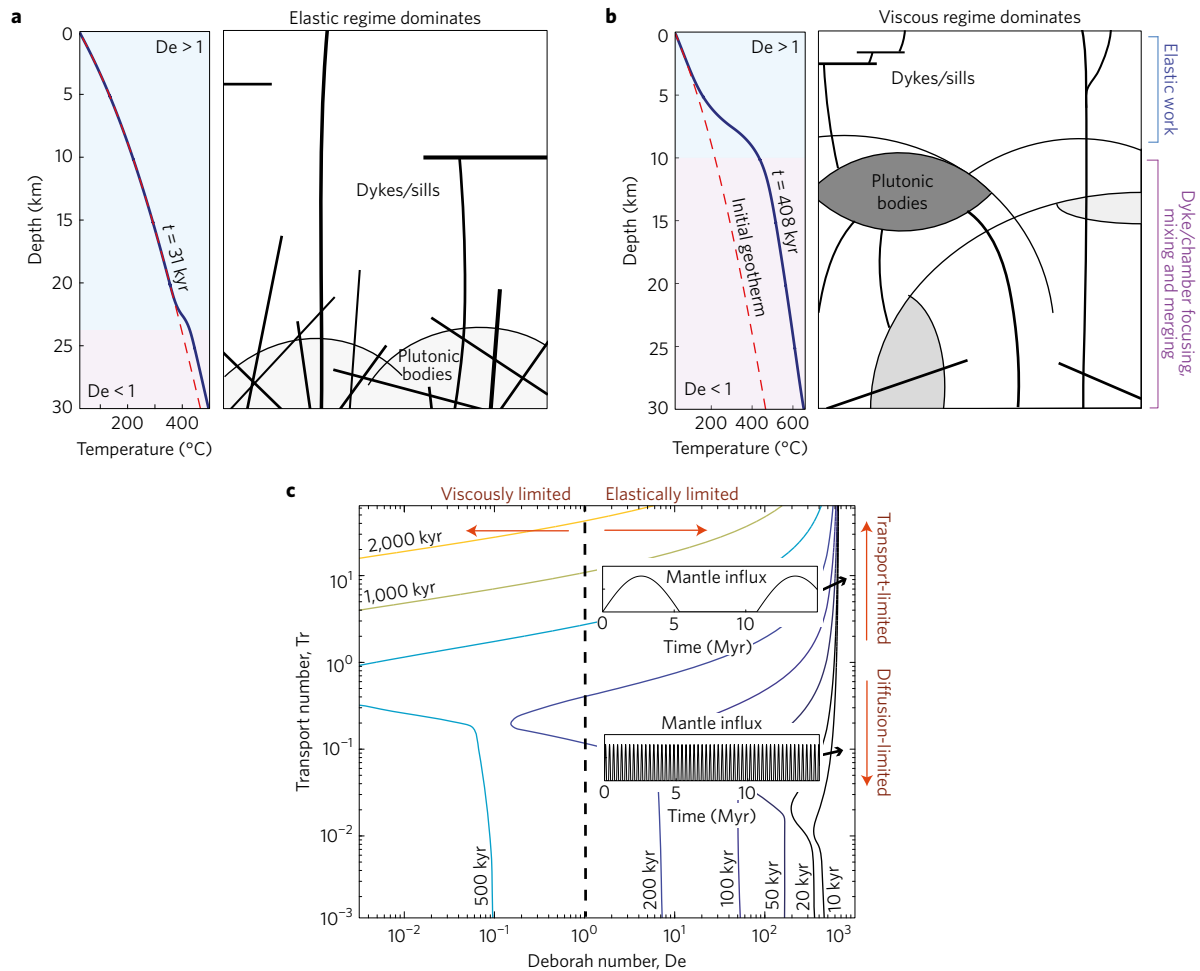 a
Elastic regime dominates
0
5
10
15
20
25
30
Depth (km)
De > 1
De < 1
t = 31 kyr
200
400
Temperature (°C)
Dykes/sills
Plutonic
bodies
b
Viscous regime dominates
0
5
10
15
20
25
30
De > 1
De < 1
Initial geotherm
t = 408 kyr
200
400
600
Depth (km)
Temperature (°C)
Dykes/sills
Plutonic
bodies
Elastic work
Dyke/chamber focusing,
mixing and merging
c
Viscously limited
Elastically limited
2,000 kyr
1,000 kyr
500 kyr
200 kyr
100 kyr
50 kyr
20 kyr
10 kyr
Mantle influx
0
5
10
Time (Myr)
Mantle influx
0
5
10
Time (Myr)
Transport-limited
Diffusion-limited
Transport number, Tr
10¹
10⁰
10⁻¹
10⁻²
10⁻³
10⁻²
10⁻¹
10⁰
10¹
10²
10³
Deborah number, De